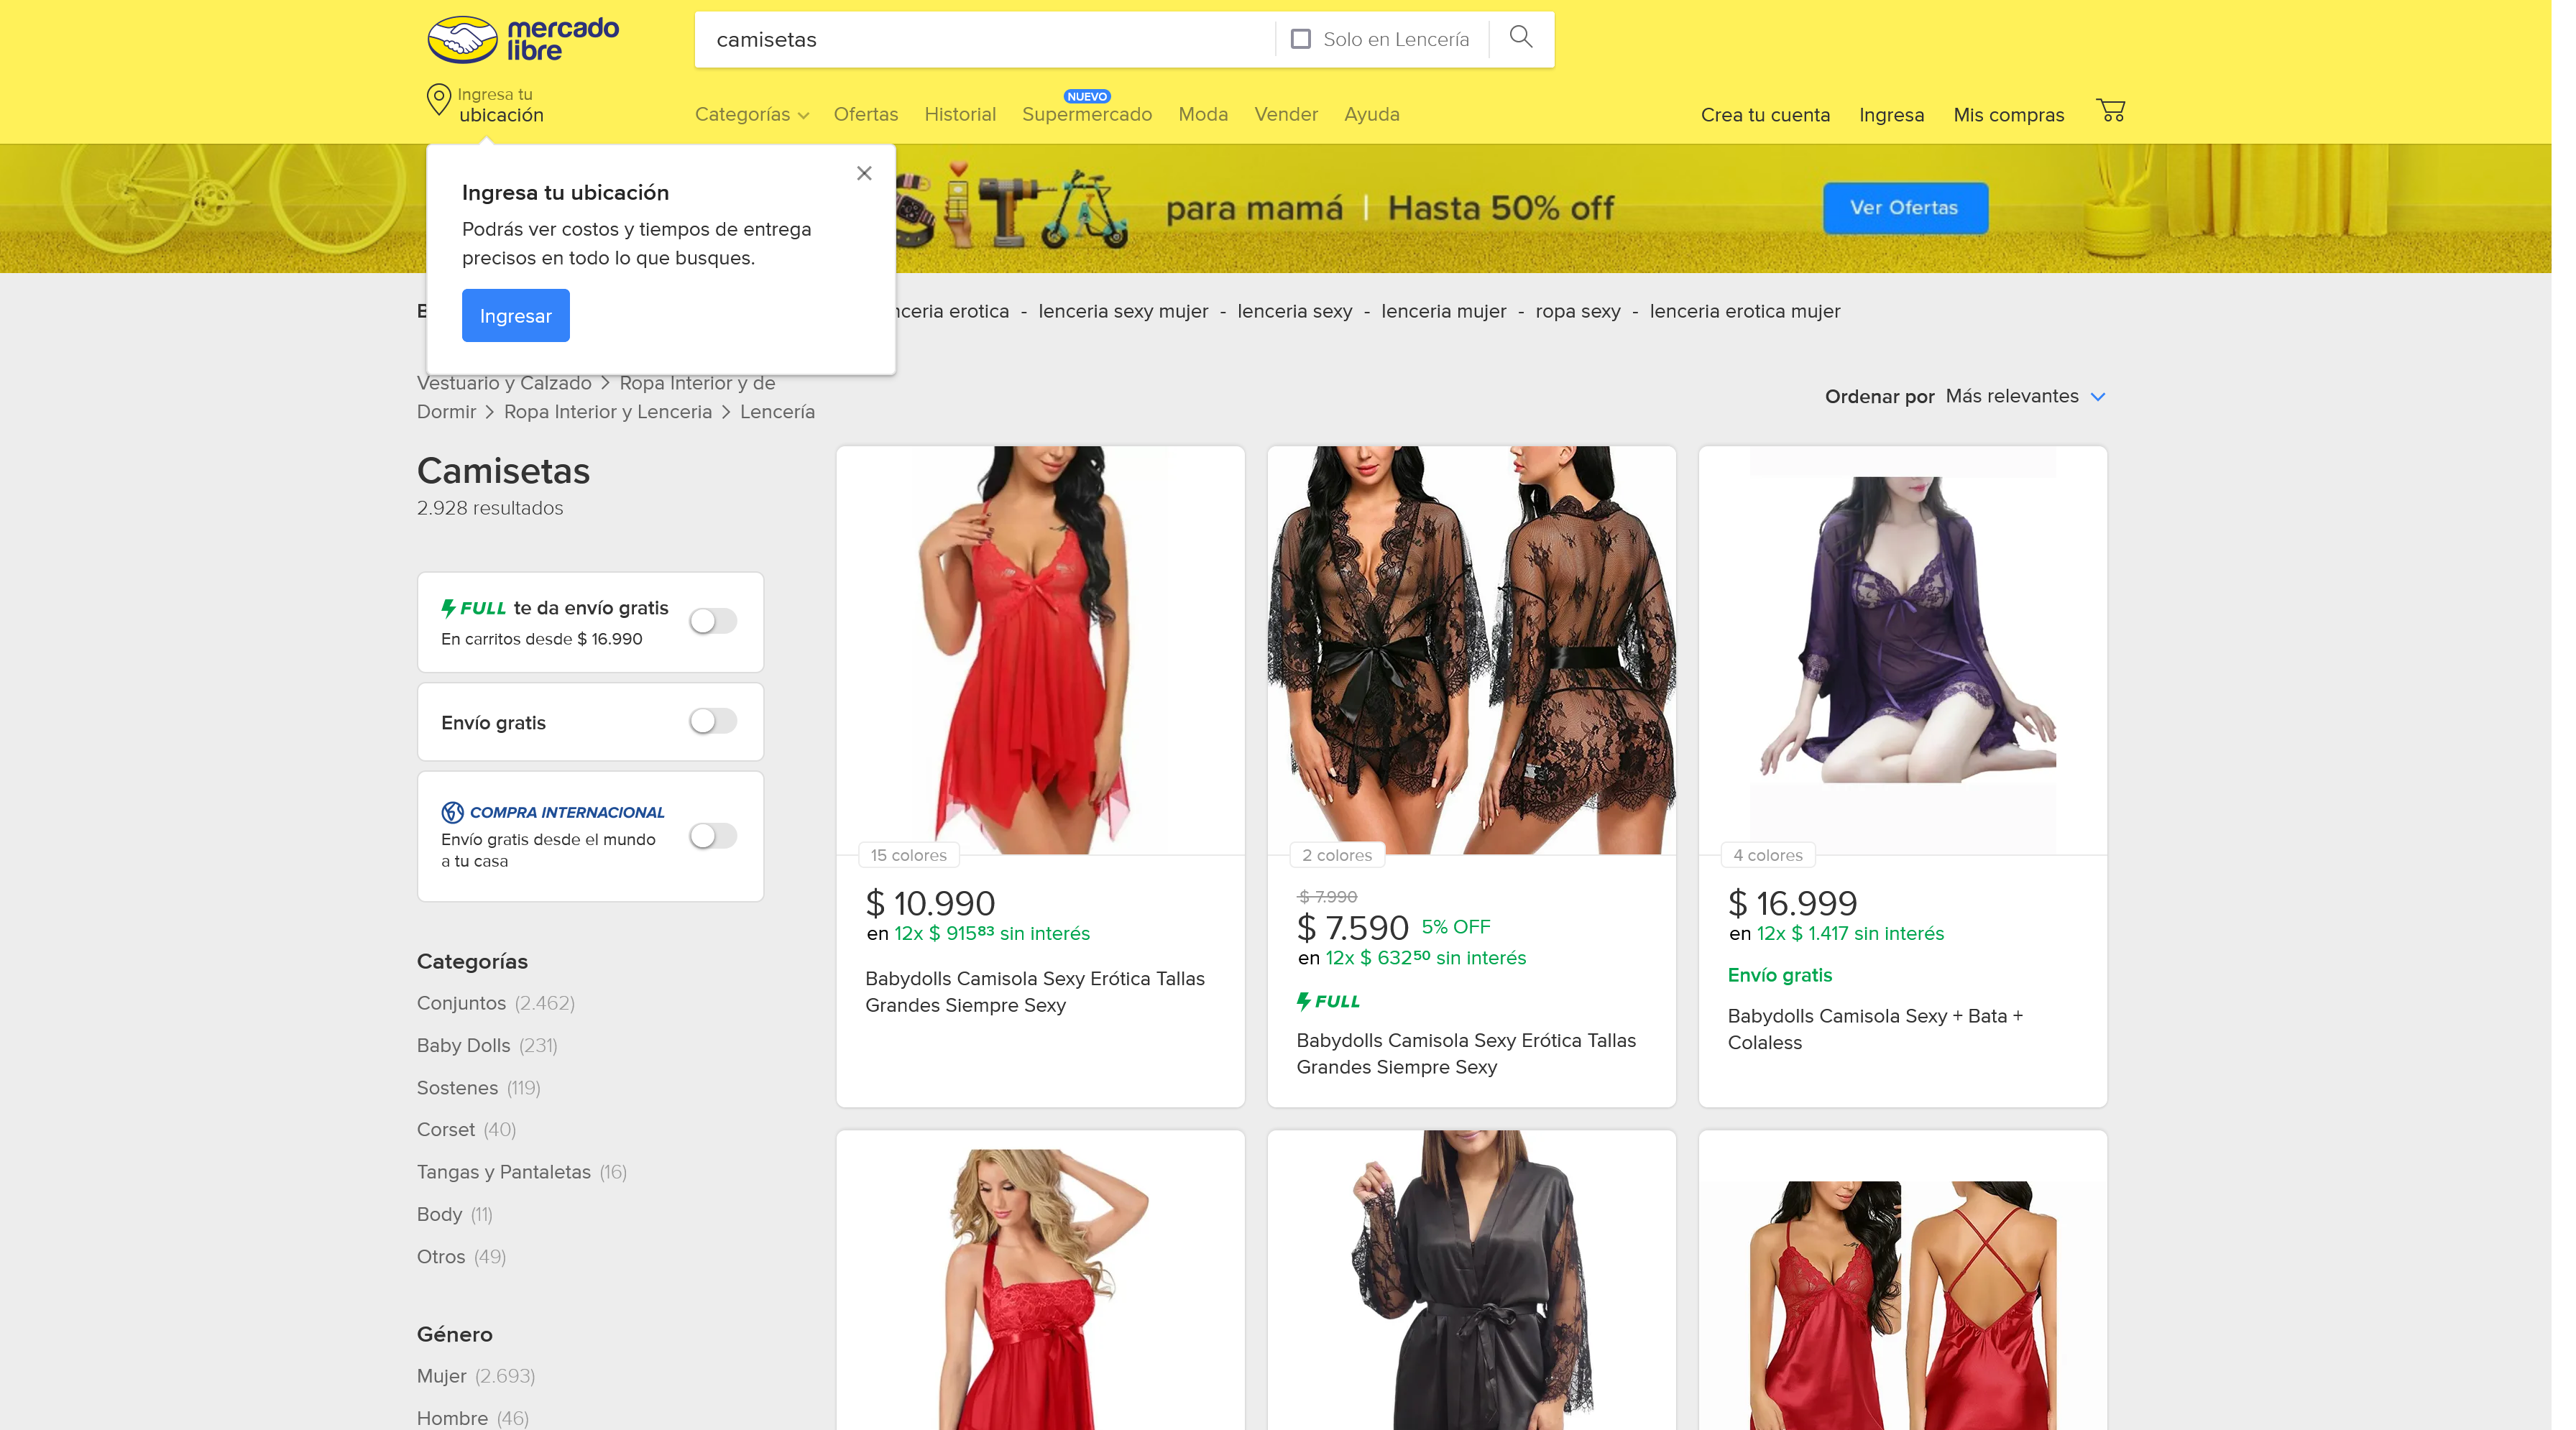 mercado
libre
camisetas
Solo en Lencería
Ingresa tu
ubicación
Categorías
Ofertas
Historial
NUEVO
Supermercado
Moda
Vender
Ayuda
Crea tu cuenta
Ingresa
Mis compras
Ingresa tu ubicación
Podrás ver costos y tiempos de entrega
precisos en todo lo que busques.
Ingresar
para mamá | Hasta 50% off
Ver Ofertas
erotica - lenceria sexy mujer - lenceria sexy - lenceria mujer - ropa sexy - lenceria erotica mujer
Vestuario y Calzado > Ropa Interior y de
Dormir > Ropa Interior y Lenceria > Lencería
Ordenar por Más relevantes
Camisetas
2.928 resultados
FULL te da envío gratis
En carritos desde $ 16.990
Envío gratis
COMPRA INTERNACIONAL
Envío gratis desde el mundo
a tu casa
Categorías
Conjuntos (2.462)
Baby Dolls (231)
Sostenes (119)
Corset (40)
Tangas y Pantaletas (16)
Body (11)
Otros (49)
Género
Mujer (2.693)
Hombre (46)
15 colores
$ 10.990
en 12x $ 915⁸³ sin interés
Babydolls Camisola Sexy Erótica Tallas
Grandes Siempre Sexy
2 colores
$ 7.990
$ 7.590 5% OFF
en 12x $ 632⁵⁰ sin interés
FULL
Babydolls Camisola Sexy Erótica Tallas
Grandes Siempre Sexy
4 colores
$ 16.999
en 12x $ 1.417 sin interés
Envío gratis
Babydolls Camisola Sexy + Bata +
Colaless